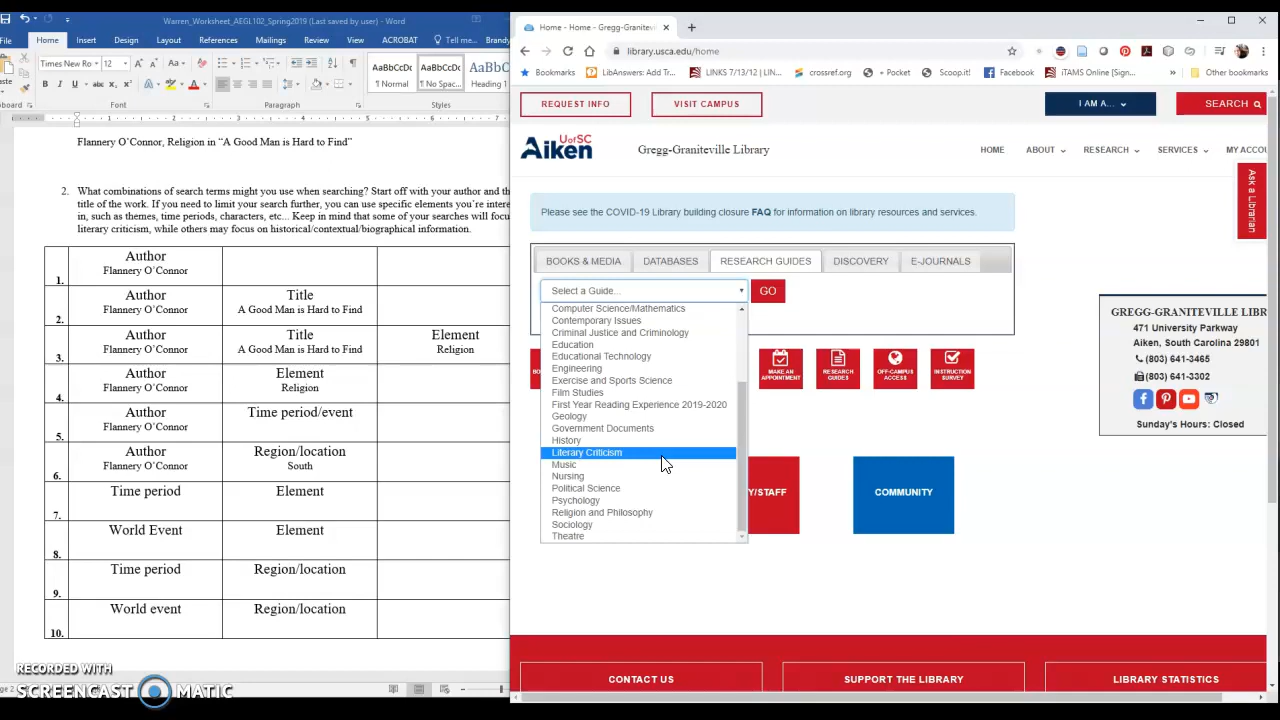 Warren_Worksheet_AEGL102_Spring2019 (Last saved by user) - Word
File Home Insert Design Layout References Mailings Review View ACROBAT Tell me Brandy
Times New Ro 12
AaBbCcDc AaBbCcDc AaBbC
¶ Normal ¶ No Spac... Heading 1
Clipboard Font Paragraph Styles
Flannery O’Connor, Religion in “A Good Man is Hard to Find”
2. What combinations of search terms might you use when searching? Start off with your author and th
title of the work. If you need to limit your search further, you can use specific elements you’re intere
in, such as themes, time periods, characters, etc... Keep in mind that some of your searches will focu
literary criticism, while others may focus on historical/contextual/biographical information.
1. Author
Flannery O’Connor
2. Author Title
Flannery O’Connor A Good Man is Hard to Find
3. Author Title Element
Flannery O’Connor A Good Man is Hard to Find Religion
4. Author Element
Flannery O’Connor Religion
5. Author Time period/event
Flannery O’Connor
6. Author Region/location
Flannery O’Connor South
7. Time period Element
8. World Event Element
9. Time period Region/location
10. World event Region/location
RECORDED WITH
SCREENCAST MATIC
Home - Home - Gregg-Granitevil
library.usca.edu/home
Bookmarks LibAnswers: Add Tr... LINKS 7/13/12 | LIN... crossref.org + Pocket Scoop.it! Facebook iTAMS Online [Sign... » Other bookmarks
REQUEST INFO VISIT CAMPUS I AM A... SEARCH
UofSC
Aiken Gregg-Graniteville Library HOME ABOUT RESEARCH SERVICES MY ACCOU
Ask a Librarian
Please see the COVID-19 Library building closure FAQ for information on library resources and services.
BOOKS & MEDIA DATABASES RESEARCH GUIDES DISCOVERY E-JOURNALS
Select a Guide... GO
Computer Science/Mathematics
Contemporary Issues
Criminal Justice and Criminology
Education
Educational Technology
Engineering
Exercise and Sports Science
Film Studies
First Year Reading Experience 2019-2020
Geology
Government Documents
History
Literary Criticism
Music
Nursing
Political Science
Psychology
Religion and Philosophy
Sociology
Theatre
MAKE AN
APPOINTMENT
RESEARCH
GUIDES
OFF-CAMPUS
ACCESS
INSTRUCTION
SURVEY
GREGG-GRANITEVILLE LIBR
471 University Parkway
Aiken, South Carolina 29801
(803) 641-3465
(803) 641-3302
Sunday's Hours: Closed
Y/STAFF COMMUNITY
CONTACT US SUPPORT THE LIBRARY LIBRARY STATISTICS